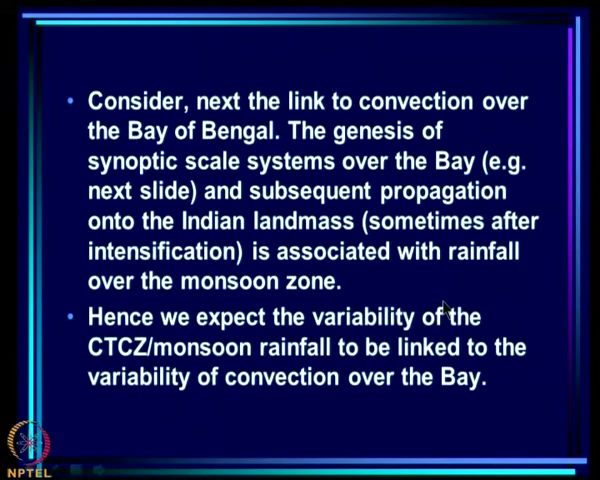 • Consider, next the link to convection over
the Bay of Bengal. The genesis of
synoptic scale systems over the Bay (e.g.
next slide) and subsequent propagation
onto the Indian landmass (sometimes after
intensification) is associated with rainfall
over the monsoon zone.
• Hence we expect the variability of the
CTCZ/monsoon rainfall to be linked to the
variability of convection over the Bay.
NPTEL